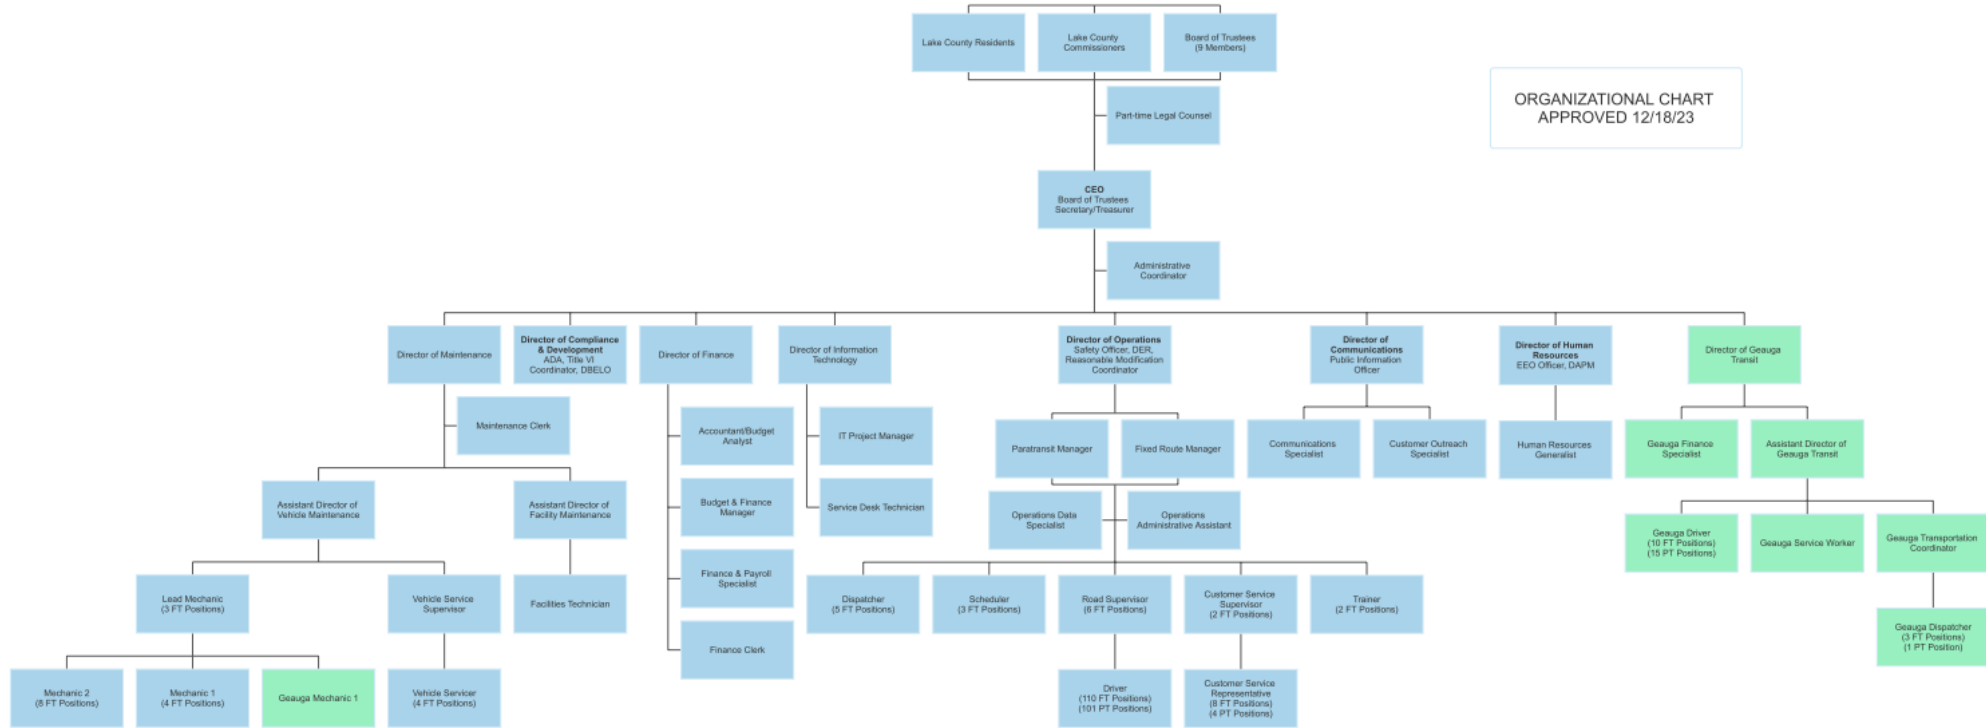 Lake County Residents
Lake County
Commissioners
Board of Trustees
(9 Members)
ORGANIZATIONAL CHART
APPROVED 12/18/23
Part-time Legal Counsel
CEO
Board of Trustees
Secretary/Treasurer
Administrative
Coordinator
Director of Maintenance
Director of Compliance
& Development
ADA, Title VI
Coordinator, DBELO
Director of Finance
Director of Information
Technology
Director of Operations
Safety Officer, DER,
Reasonable Modification
Coordinator
Director of
Communications
Public Information
Officer
Director of Human
Resources
EEO Officer, DAPM
Director of Geauga
Transit
Maintenance Clerk
Accountant/Budget
Analyst
IT Project Manager
Paratransit Manager
Fixed Route Manager
Communications
Specialist
Customer Outreach
Specialist
Human Resources
Generalist
Geauga Finance
Specialist
Assistant Director of
Geauga Transit
Assistant Director of
Vehicle Maintenance
Assistant Director of
Facility Maintenance
Budget & Finance
Manager
Service Desk Technician
Operations Data
Specialist
Operations
Administrative Assistant
Geauga Driver
(10 FT Positions)
(15 PT Positions)
Geauga Service Worker
Geauga Transportation
Coordinator
Lead Mechanic
(3 FT Positions)
Vehicle Service
Supervisor
Facilities Technician
Finance & Payroll
Specialist
Dispatcher
(5 FT Positions)
Scheduler
(3 FT Positions)
Road Supervisor
(6 FT Positions)
Customer Service
Supervisor
(2 FT Positions)
Trainer
(2 FT Positions)
Geauga Dispatcher
(3 FT Positions)
(1 PT Position)
Finance Clerk
Mechanic 2
(8 FT Positions)
Mechanic 1
(4 FT Positions)
Geauga Mechanic 1
Vehicle Servicer
(4 FT Positions)
Driver
(110 FT Positions)
(101 PT Positions)
Customer Service
Representative
(8 FT Positions)
(4 PT Positions)